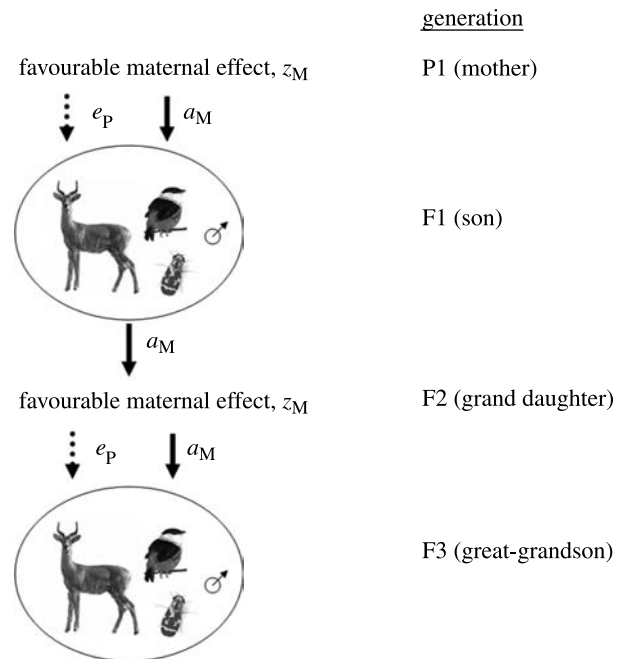 generation
favourable maternal effect, zM P1 (mother)
eP aM
F1 (son)
aM
favourable maternal effect, zM F2 (grand daughter)
eP aM
F3 (great-grandson)